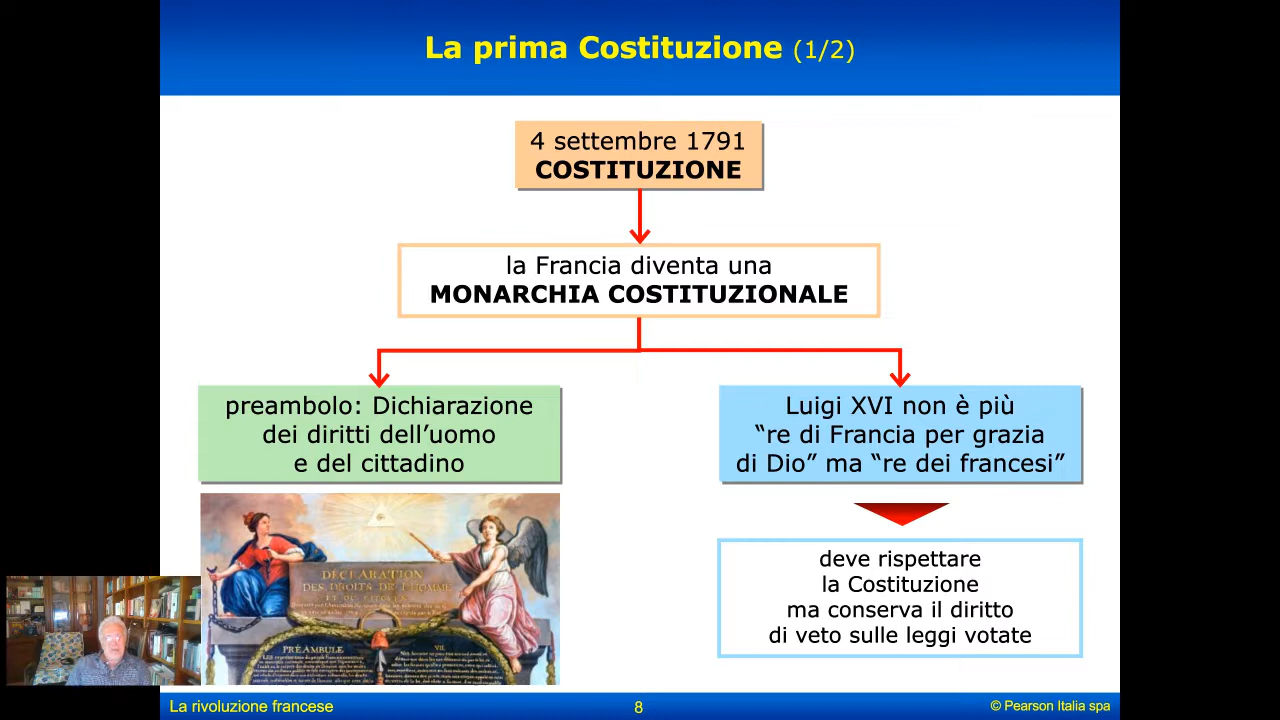 La prima Costituzione (1/2)
4 settembre 1791
COSTITUZIONE
la Francia diventa una
MONARCHIA COSTITUZIONALE
preambolo: Dichiarazione
dei diritti dell’uomo
e del cittadino
Luigi XVI non è più
“re di Francia per grazia
di Dio” ma “re dei francesi”
deve rispettare
la Costituzione
ma conserva il diritto
di veto sulle leggi votate
DÉCLARATION
DES DROITS DE L'HOMME
PRÉAMBULE
VII.
La rivoluzione francese
8
© Pearson Italia spa